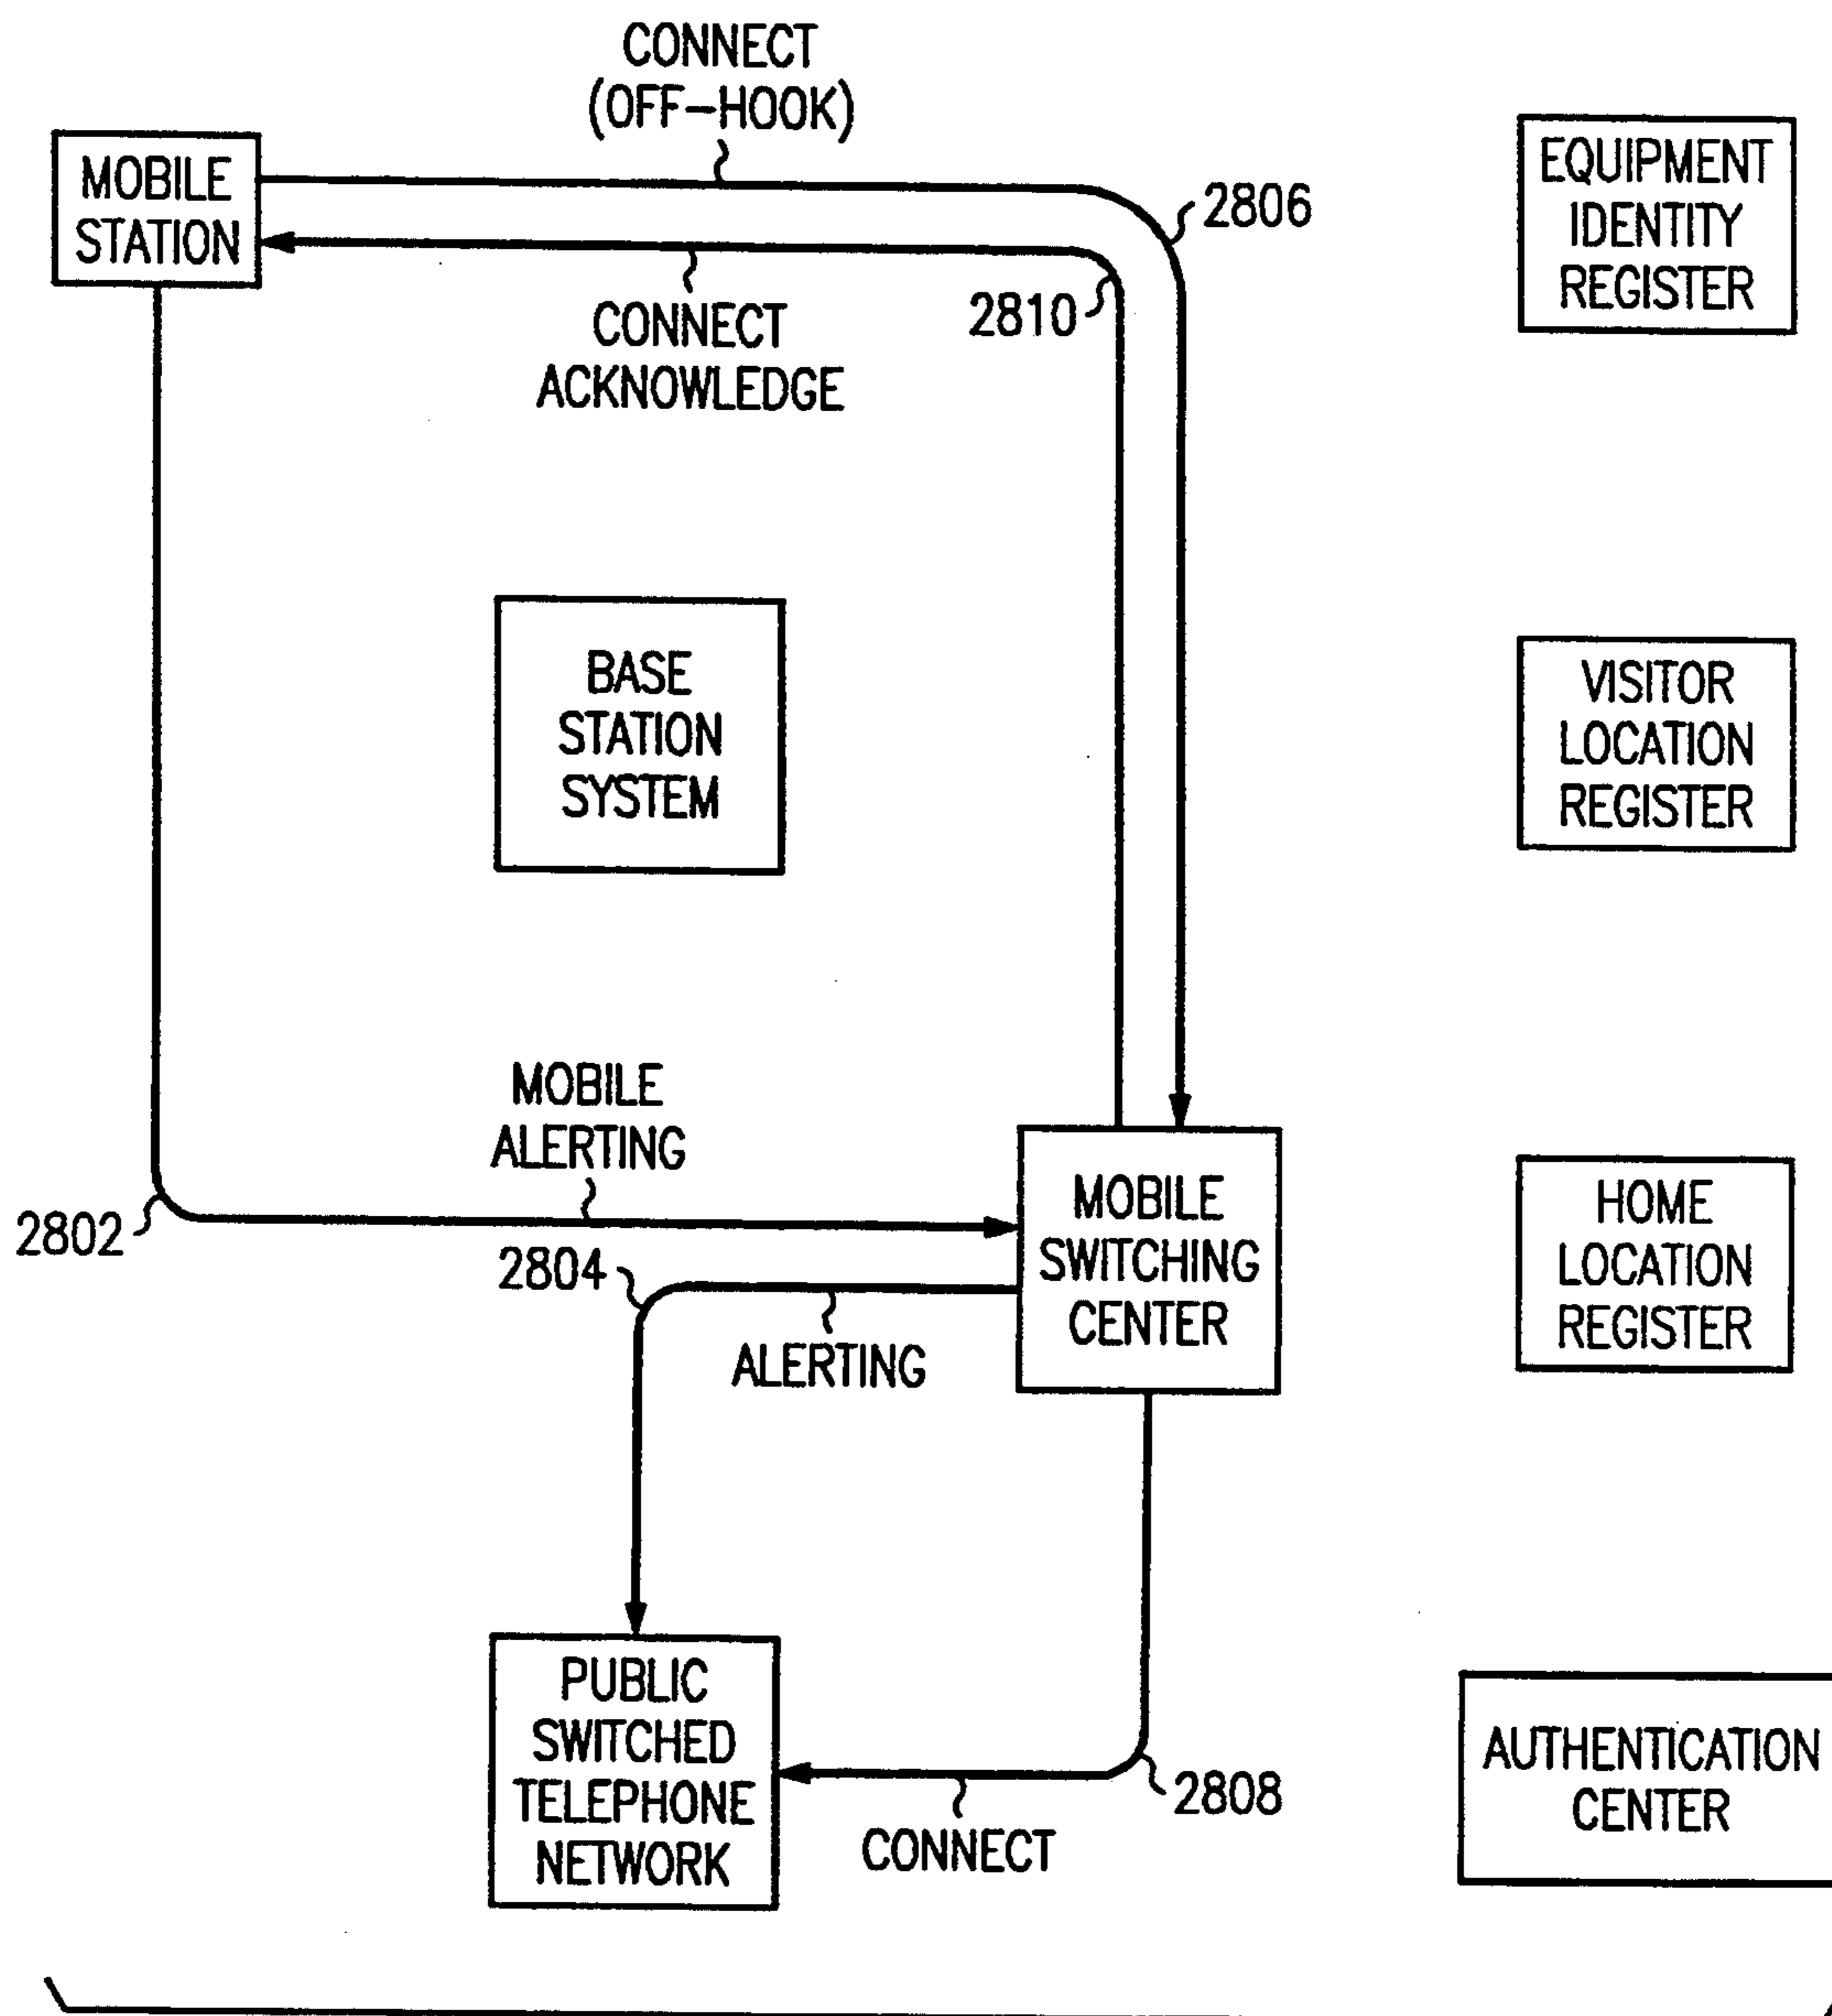 CONNECT
(OFF-HOOK)
MOBILE
STATION
2806
EQUIPMENT
IDENTITY
REGISTER
2810
CONNECT
ACKNOWLEDGE
BASE
STATION
SYSTEM
VISITOR
LOCATION
REGISTER
MOBILE
ALERTING
2802
2804
ALERTING
MOBILE
SWITCHING
CENTER
HOME
LOCATION
REGISTER
PUBLIC
SWITCHED
TELEPHONE
NETWORK
CONNECT
2808
AUTHENTICATION
CENTER